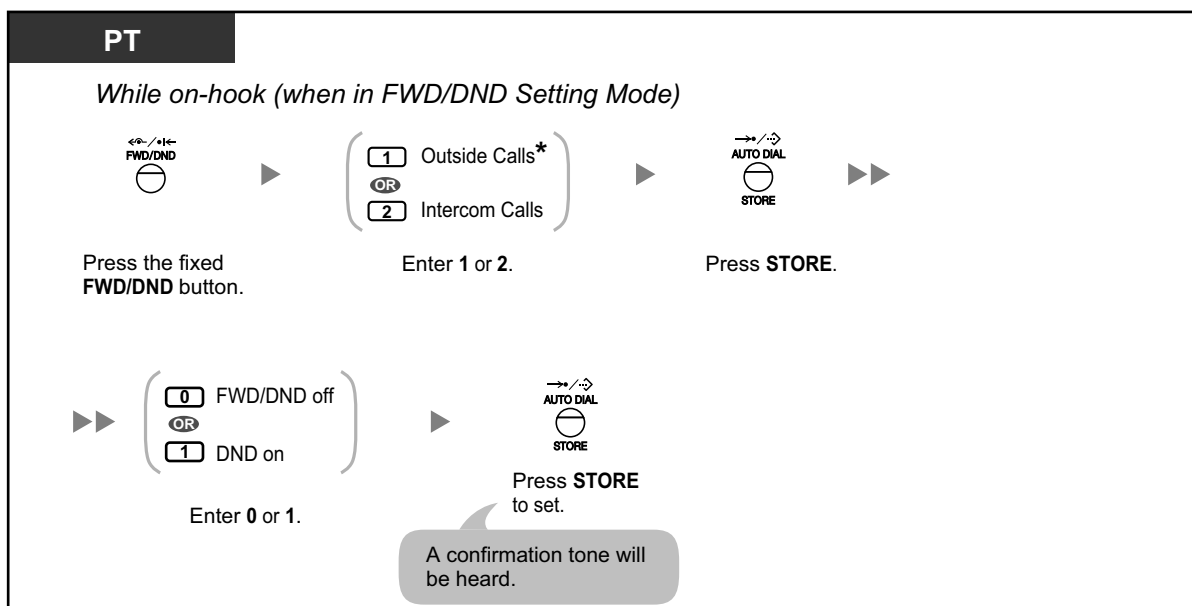 PT
While on-hook (when in FWD/DND Setting Mode)
FWD/DND
1 Outside Calls*
OR
2 Intercom Calls
AUTO DIAL
STORE
Press the fixed
FWD/DND button.
Enter 1 or 2.
Press STORE.
0 FWD/DND off
OR
1 DND on
AUTO DIAL
STORE
Enter 0 or 1.
Press STORE
to set.
A confirmation tone will
be heard.